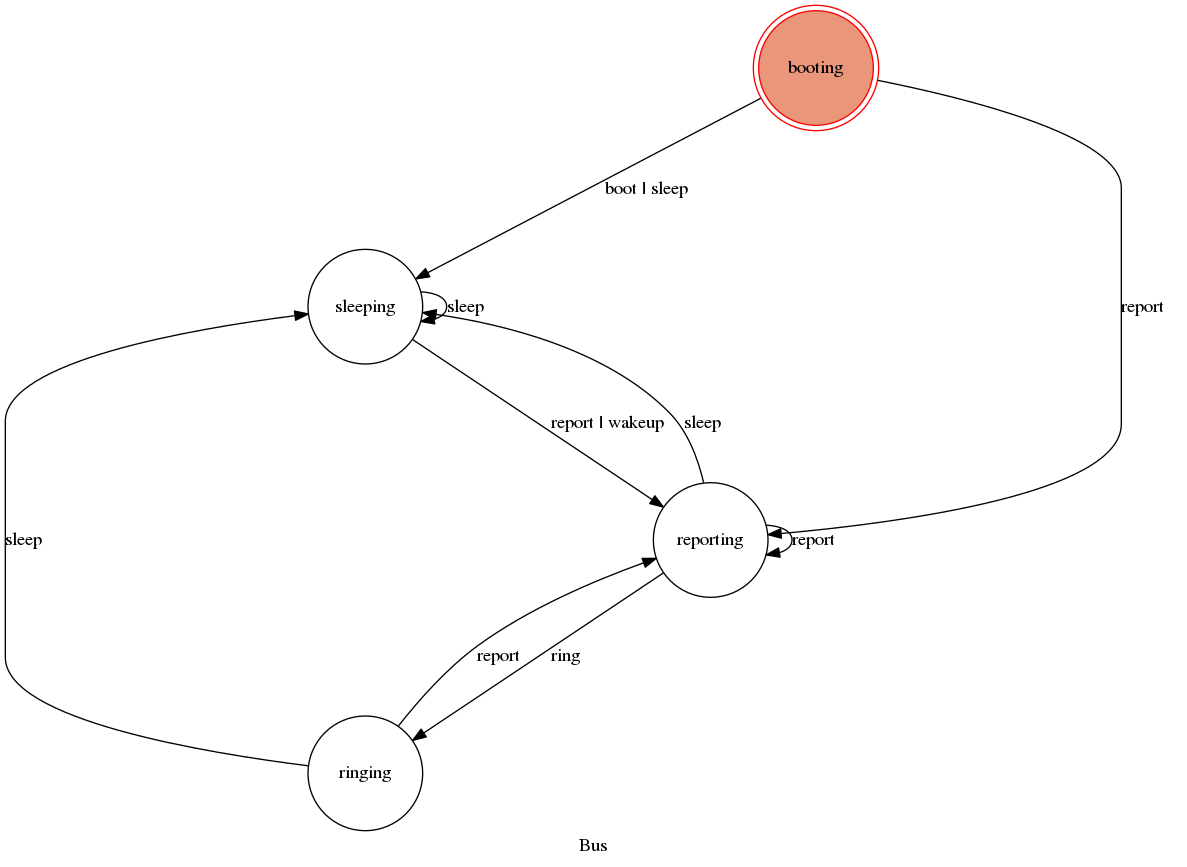 booting
boot | sleep
sleeping
sleep
report
report | wakeup
sleep
sleep
reporting
report
report
ring
ringing
Bus